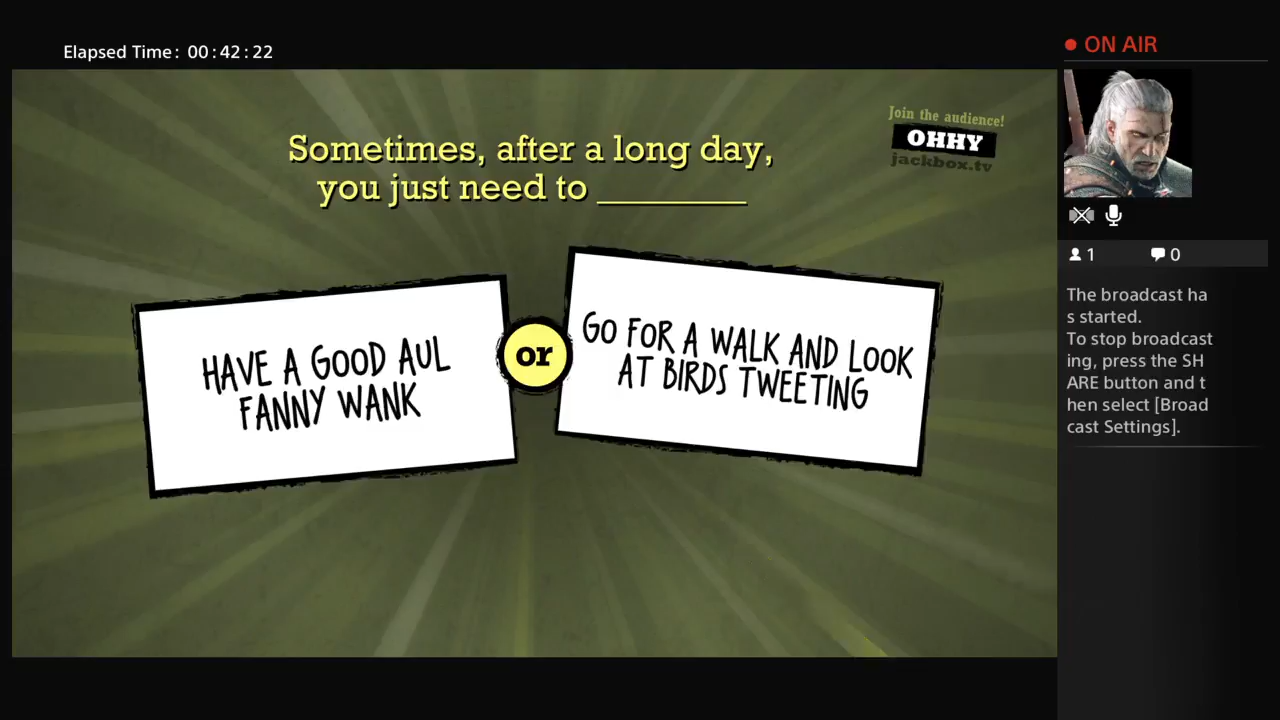 Elapsed Time: 00:42:22
ON AIR
Sometimes, after a long day,
you just need to ________
Join the audience!
OHHY
jackbox.tv
HAVE A GOOD AUL
FANNY WANK
or
GO FOR A WALK AND LOOK
AT BIRDS TWEETING
1
0
The broadcast ha
s started.
To stop broadcast
ing, press the SH
ARE button and t
hen select [Broad
cast Settings].